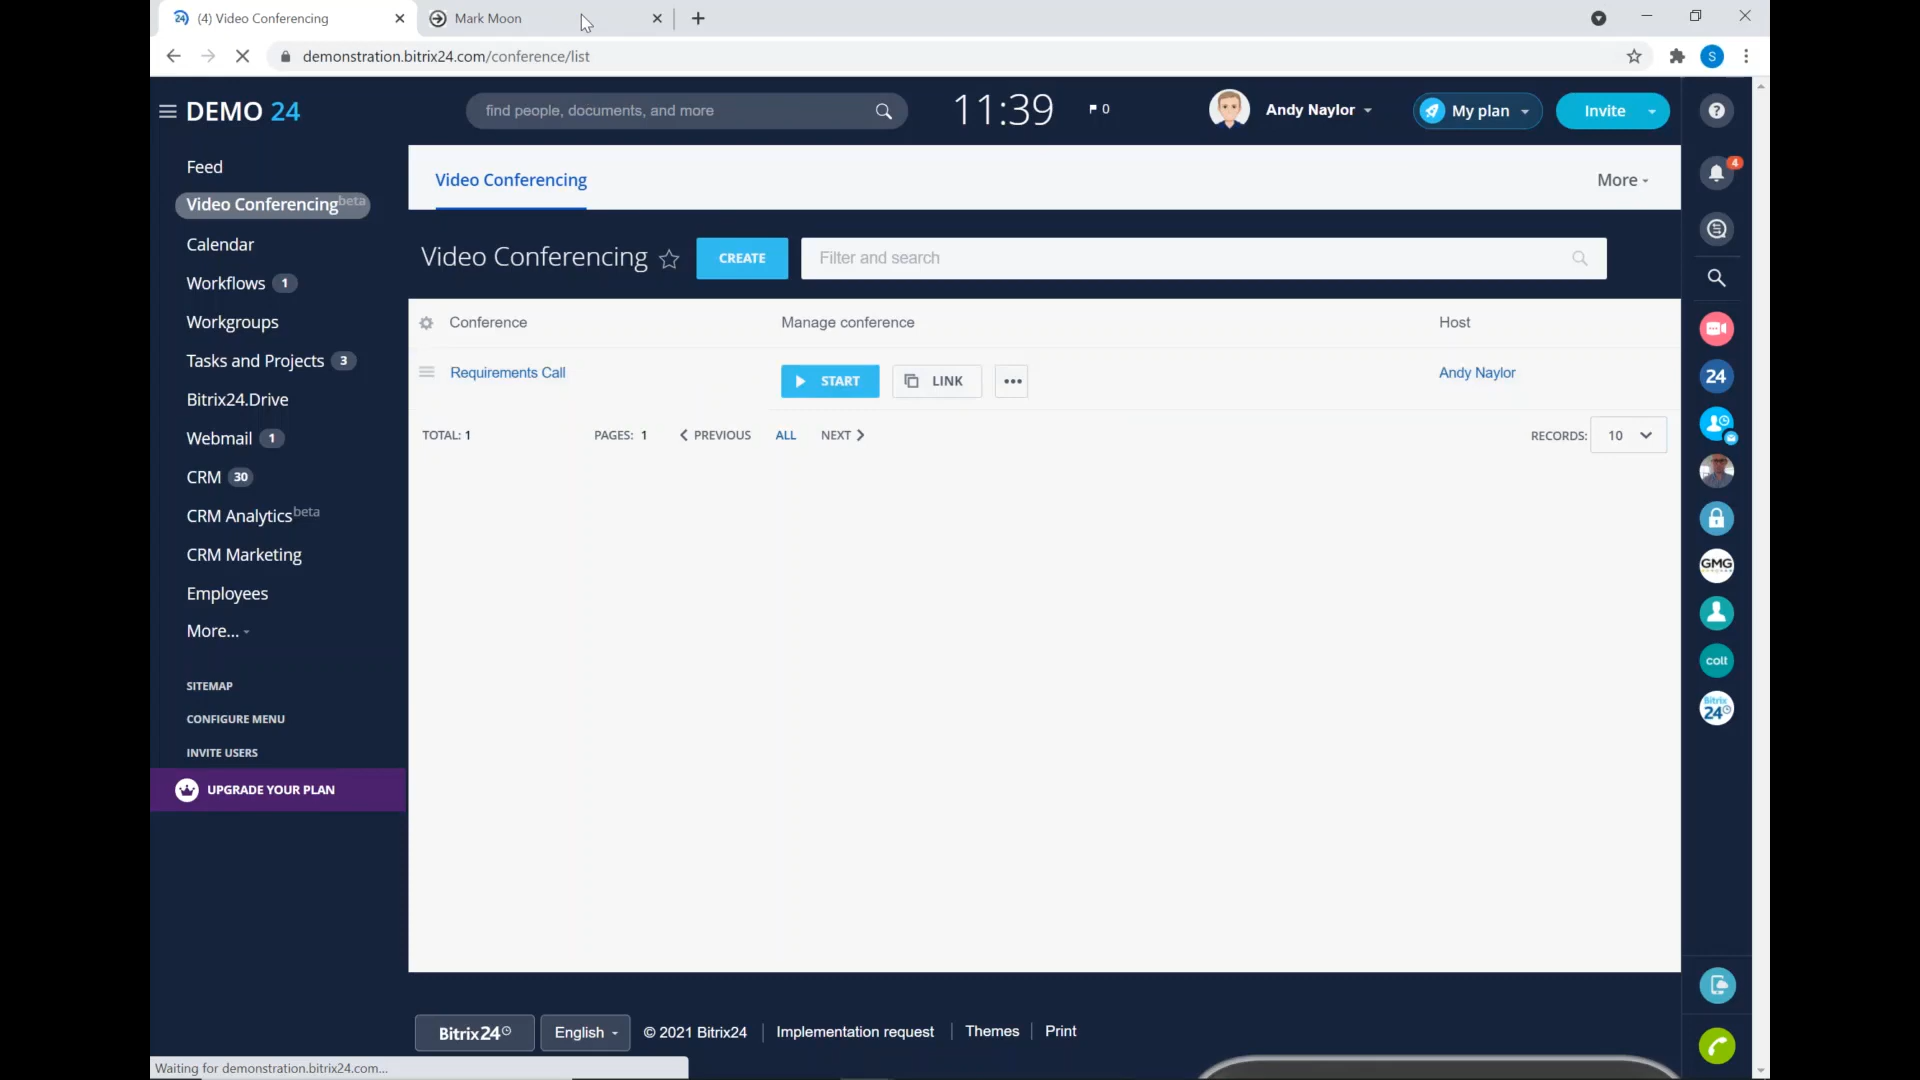 (4) Video Conferencing
Mark Moon
demonstration.bitrix24.com/conference/list
S
DEMO 24
find people, documents, and more
11:39
0
Andy Naylor
My plan
Invite
4
Feed
Video Conferencing beta
Calendar
Workflows 1
Workgroups
Tasks and Projects 3
Bitrix24.Drive
Webmail 1
CRM 30
CRM Analytics beta
CRM Marketing
Employees
More...
SITEMAP
CONFIGURE MENU
INVITE USERS
UPGRADE YOUR PLAN
Video Conferencing
More
Video Conferencing
CREATE
Filter and search
Conference
Manage conference
Host
Requirements Call
START
LINK
Andy Naylor
TOTAL: 1
PAGES: 1
PREVIOUS
ALL
NEXT
RECORDS:
10
24
24
GMG
colt
Bitrix
24
Bitrix24
English
© 2021 Bitrix24
Implementation request
Themes
Print
Waiting for demonstration.bitrix24.com...